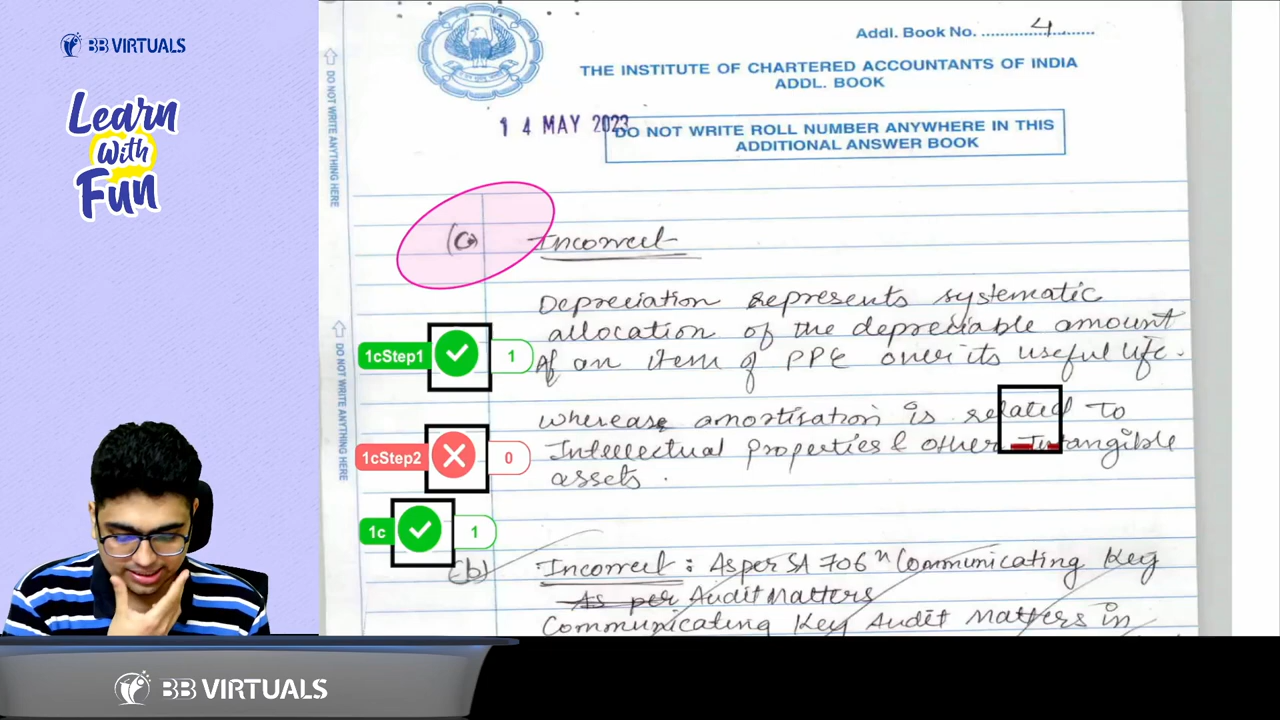 BB VIRTUALS
Learn
With
Fun
Addl. Book No. 4
THE INSTITUTE OF CHARTERED ACCOUNTANTS OF INDIA
ADDL. BOOK
14 MAY 2023
DO NOT WRITE ROLL NUMBER ANYWHERE IN THIS
ADDITIONAL ANSWER BOOK
DO NOT WRITE ANYTHING HERE
(c) Incorrect
Depreciation represents systematic
allocation of the depreciable amount
of an item of PPE over its useful life.
1cStep1 1
whereas amortisation is related to
Intellectual properties & other Intangible
assets.
1cStep2 0
1c 1
DO NOT WRITE ANYTHING HERE
(b) Incorrect: As per SA 706 "Communicating Key
As per Audit Matters
Communicating Key Audit Matters in
BB VIRTUALS